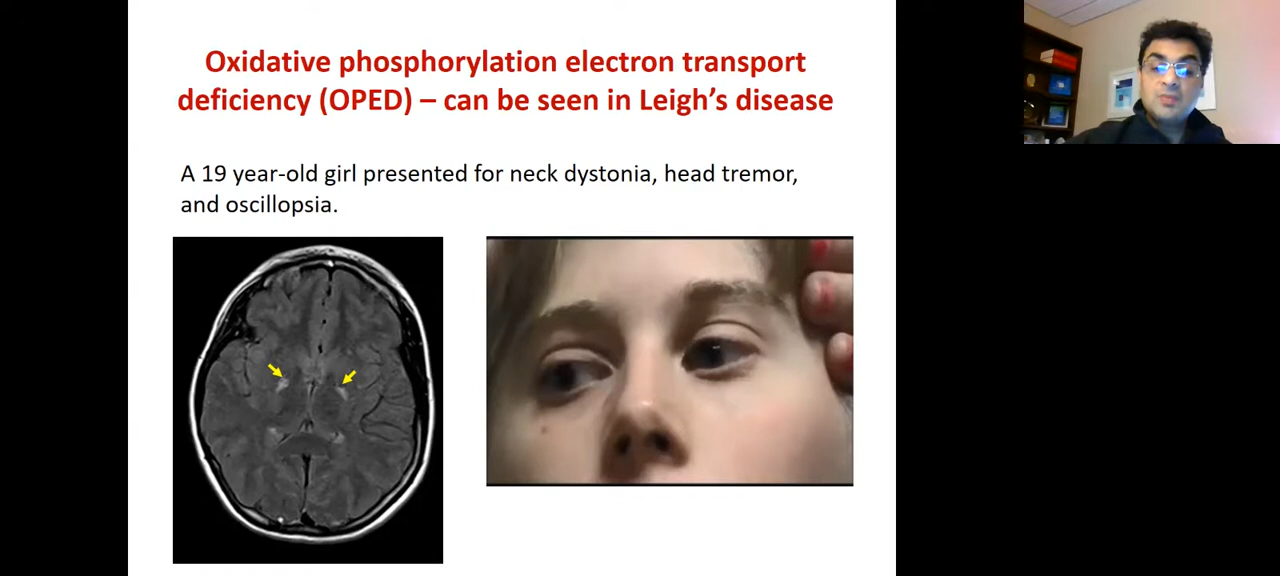 Oxidative phosphorylation electron transport
deficiency (OPED) – can be seen in Leigh’s disease
A 19 year-old girl presented for neck dystonia, head tremor,
and oscillopsia.